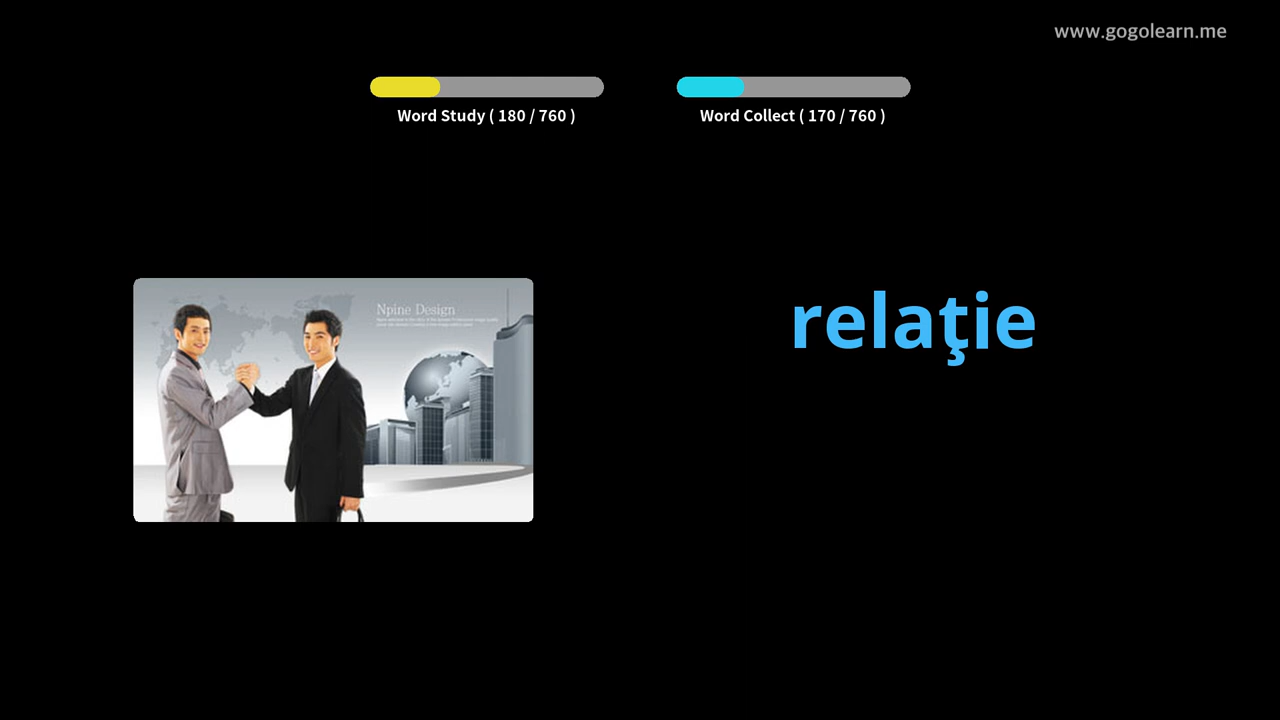 www.gogolearn.me
Word Study ( 180 / 760 )
Word Collect ( 170 / 760 )
Npine Design
relaţie